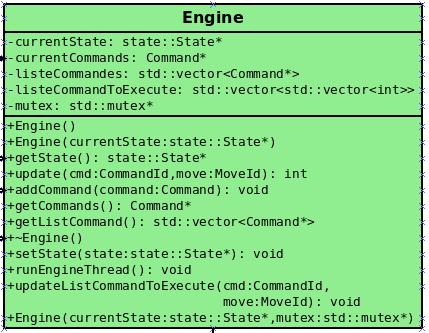 Engine
-currentState: state::State*
-currentCommands: Command*
-listeCommandes: std::vector<Command*>
-listeCommandToExecute: std::vector<std::vector<int>>
-mutex: std::mutex*
+Engine()
+Engine(currentState:state::State*)
+getState(): state::State*
+update(cmd:CommandId,move:MoveId): int
+addCommand(command:Command): void
+getCommands(): Command*
+getListCommand(): std::vector<Command*>
+~Engine()
+setState(state:state::State*): void
+runEngineThread(): void
+updateListCommandToExecute(cmd:CommandId,
move:MoveId): void
+Engine(currentState:state::State*,mutex:std::mutex*)